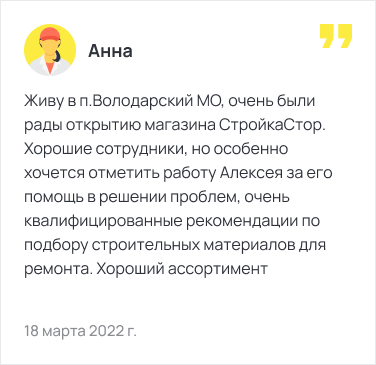 Анна
Живу в п.Володарский МО, очень были
рады открытию магазина СтройкаСтор.
Хорошие сотрудники, но особенно
хочется отметить работу Алексея за его
помощь в решении проблем, очень
квалифицированные рекомендации по
подбору строительных материалов для
ремонта. Хороший ассортимент
18 марта 2022 г.